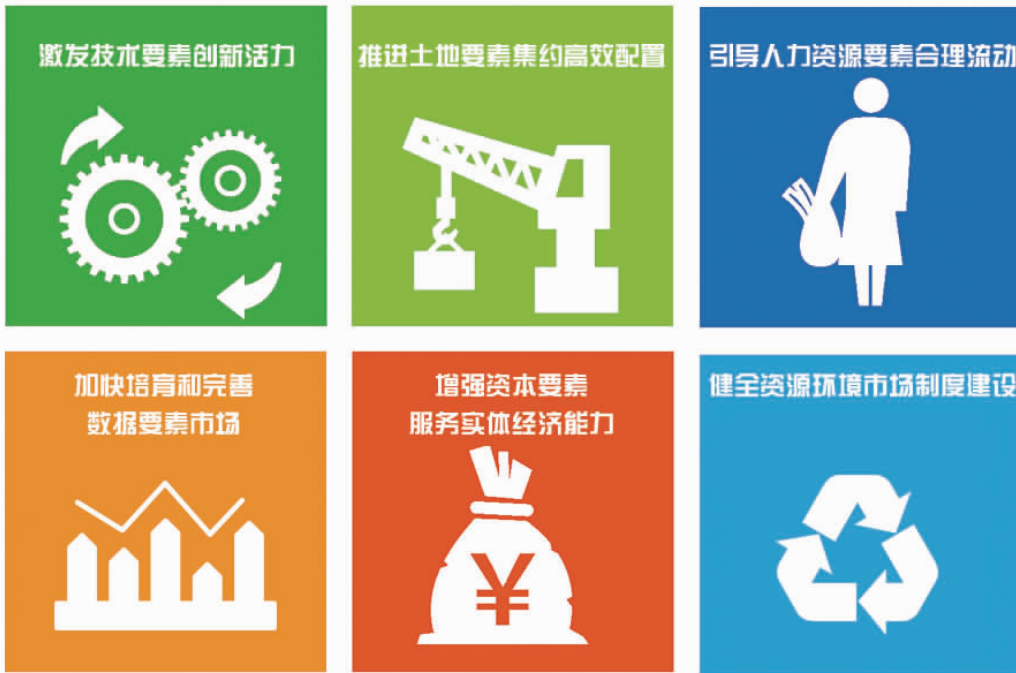 激发技术要素创新活力
推进土地要素集约高效配置
引导人力资源要素合理流动
加快培育和完善
数据要素市场
增强资本要素
服务实体经济能力
¥
健全资源环境市场制度建设